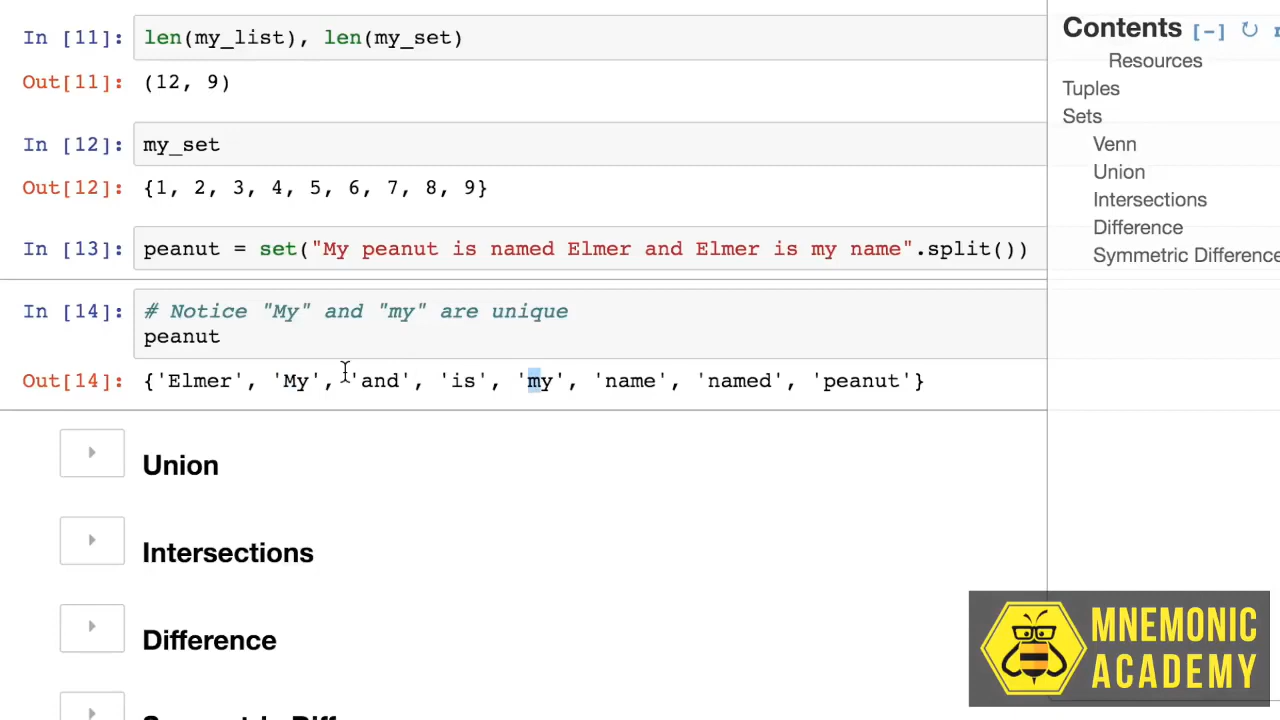 In [11]: len(my_list), len(my_set)
Out[11]: (12, 9)
In [12]: my_set
Out[12]: {1, 2, 3, 4, 5, 6, 7, 8, 9}
In [13]: peanut = set("My peanut is named Elmer and Elmer is my name".split())
In [14]: # Notice "My" and "my" are unique
peanut
Out[14]: {'Elmer', 'My', 'and', 'is', 'my', 'name', 'named', 'peanut'}
Union
Intersections
Difference
Contents [-]
Resources
Tuples
Sets
Venn
Union
Intersections
Difference
Symmetric Difference
MNEMONIC
ACADEMY